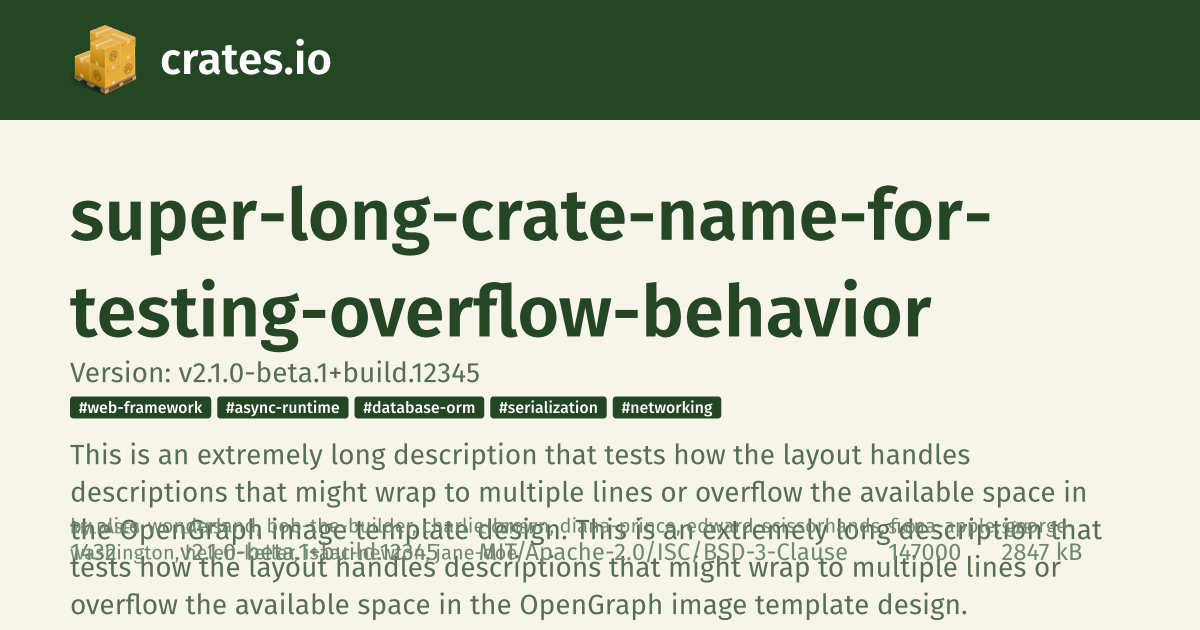 crates.io
super-long-crate-name-for-
testing-overflow-behavior
Version: v2.1.0-beta.1+build.12345
#web-framework #async-runtime #database-orm #serialization #networking
This is an extremely long description that tests how the layout handles
descriptions that might wrap to multiple lines or overflow the available space in
the OpenGraph image template design. This is an extremely long description that
tests how the layout handles descriptions that might wrap to multiple lines or
overflow the available space in the OpenGraph image template design.
by alice-wonderland, bob-the-builder, charlie-brown, diana-prince, edward-scissorhands, fiona-apple, george-
washington, isaac-newton, jane-
1432 v2.1.0-beta.1+build.12345 MIT/Apache-2.0/ISC/BSD-3-Clause 147000 2847 kB